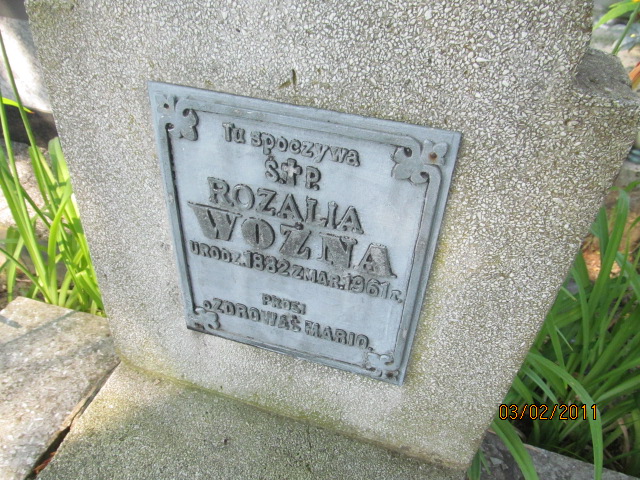 Tu spoczywa
Ś.✝P.
ROZALIA
WOŹNA
URODZ.1882 ZMAR.1961 r.
PROSI
o ZDROWAŚ MARIO.
03/02/2011